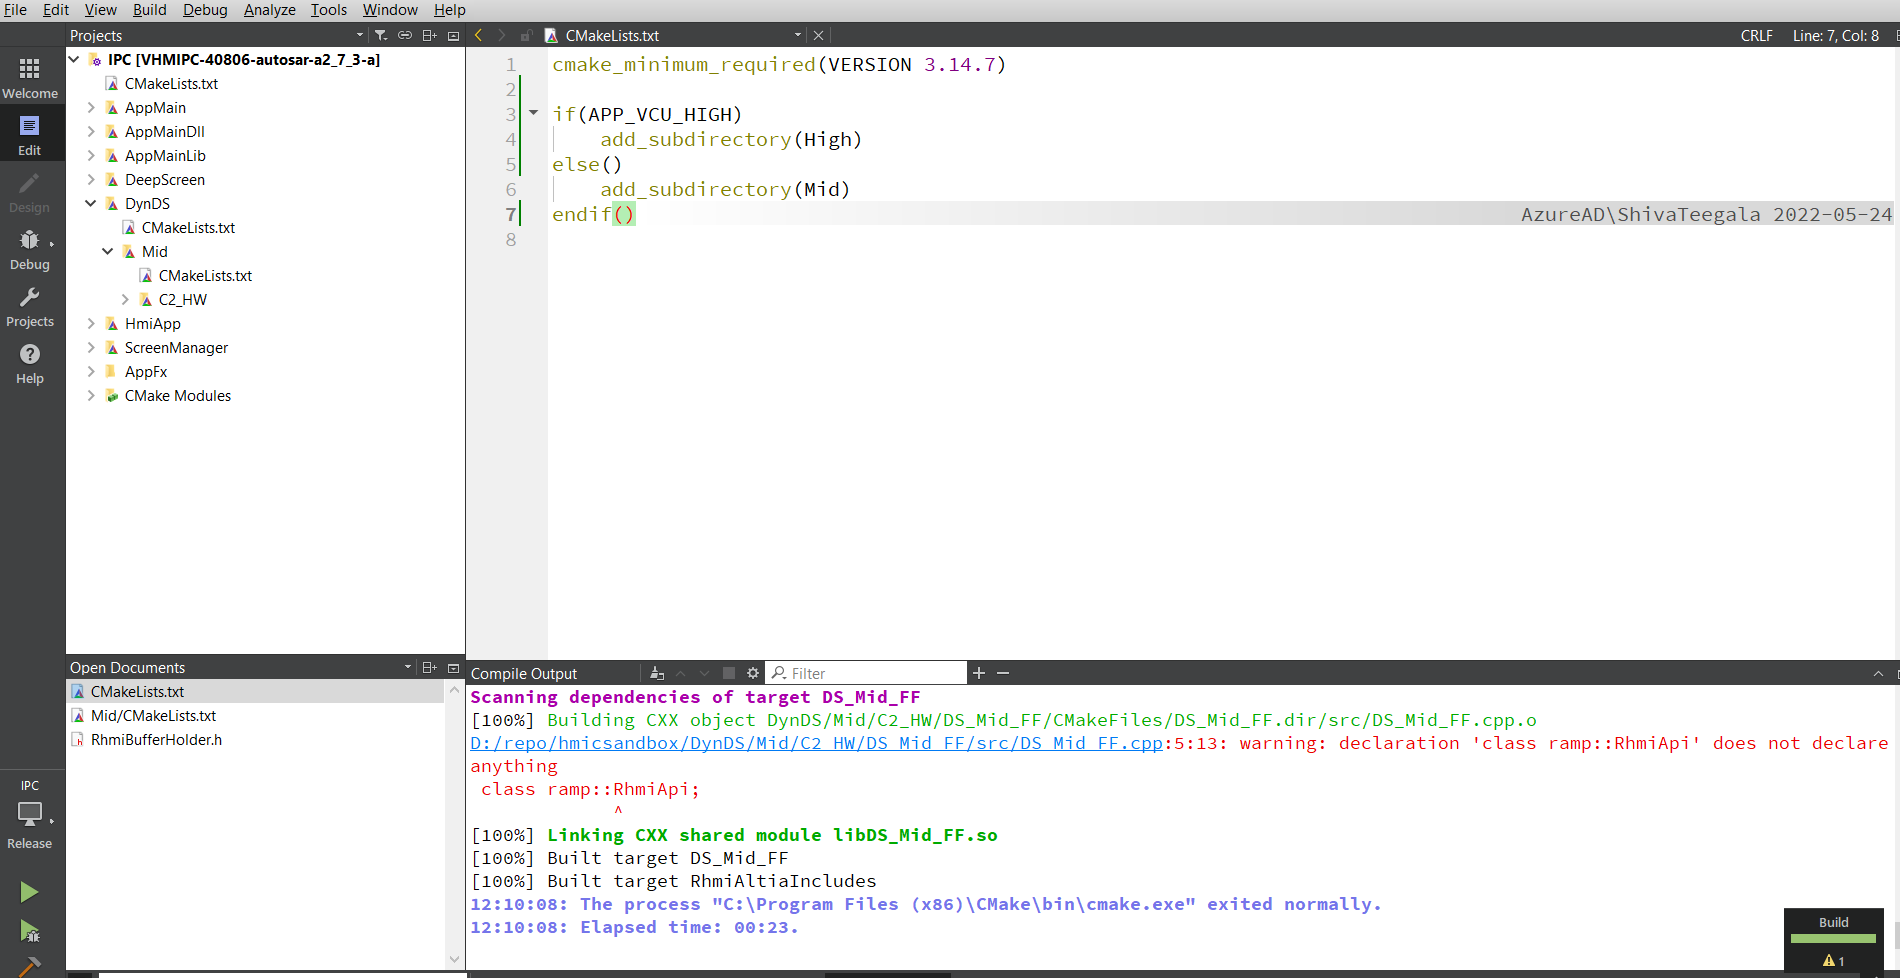 File Edit View Build Debug Analyze Tools Window Help
Projects
CMakeLists.txt
CRLF Line: 7, Col: 8
Welcome
Edit
Design
Debug
Projects
Help
IPC
Release
IPC [VHMIPC-40806-autosar-a2_7_3-a]
CMakeLists.txt
AppMain
AppMainDll
AppMainLib
DeepScreen
DynDS
CMakeLists.txt
Mid
CMakeLists.txt
C2_HW
HmiApp
ScreenManager
AppFx
CMake Modules
1 cmake_minimum_required(VERSION 3.14.7)
2
3 if(APP_VCU_HIGH)
4 add_subdirectory(High)
5 else()
6 add_subdirectory(Mid)
7 endif() AzureAD\ShivaTeegala 2022-05-24
8
Open Documents
CMakeLists.txt
Mid/CMakeLists.txt
RhmiBufferHolder.h
Compile Output Filter
Scanning dependencies of target DS_Mid_FF
[100%] Building CXX object DynDS/Mid/C2_HW/DS_Mid_FF/CMakeFiles/DS_Mid_FF.dir/src/DS_Mid_FF.cpp.o
D:/repo/hmicsandbox/DynDS/Mid/C2_HW/DS_Mid_FF/src/DS_Mid_FF.cpp:5:13: warning: declaration 'class ramp::RhmiApi' does not declare
anything
class ramp::RhmiApi;
^
[100%] Linking CXX shared module libDS_Mid_FF.so
[100%] Built target DS_Mid_FF
[100%] Built target RhmiAltiaIncludes
12:10:08: The process "C:\Program Files (x86)\CMake\bin\cmake.exe" exited normally.
12:10:08: Elapsed time: 00:23.
Build
1